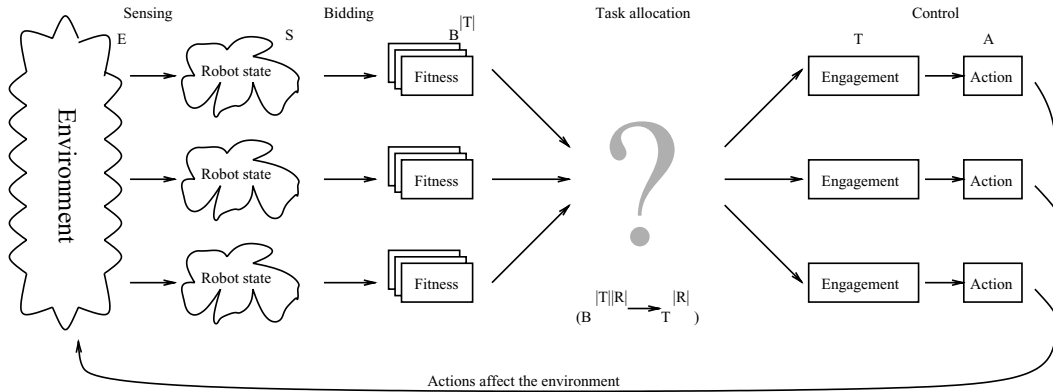 Sensing
Bidding
Task allocation
Control
E
S
B |T|
T
A
Environment
Robot state
Fitness
Engagement
Action
Robot state
Fitness
?
Engagement
Action
Robot state
Fitness
Engagement
Action
(B |T||R| → T |R| )
Actions affect the environment